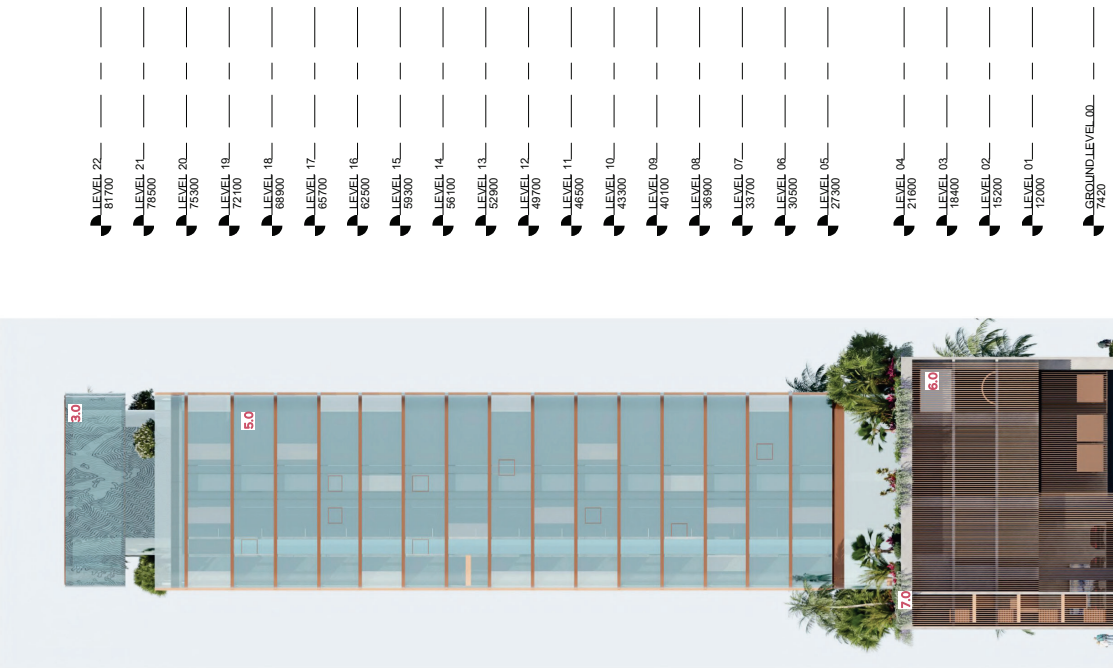 LEVEL 22
81700
LEVEL 21
78500
LEVEL 20
75300
LEVEL 19
72100
LEVEL 18
68900
LEVEL 17
65700
LEVEL 16
62500
LEVEL 15
59300
LEVEL 14
56100
LEVEL 13
52900
LEVEL 12
49700
LEVEL 11
46500
LEVEL 10
43300
LEVEL 09
40100
LEVEL 08
36900
LEVEL 07
33700
LEVEL 06
30500
LEVEL 05
27300
LEVEL 04
21600
LEVEL 03
18400
LEVEL 02
15200
LEVEL 01
12000
GROUND LEVEL 00
7420
3.0
5.0
6.0
7.0